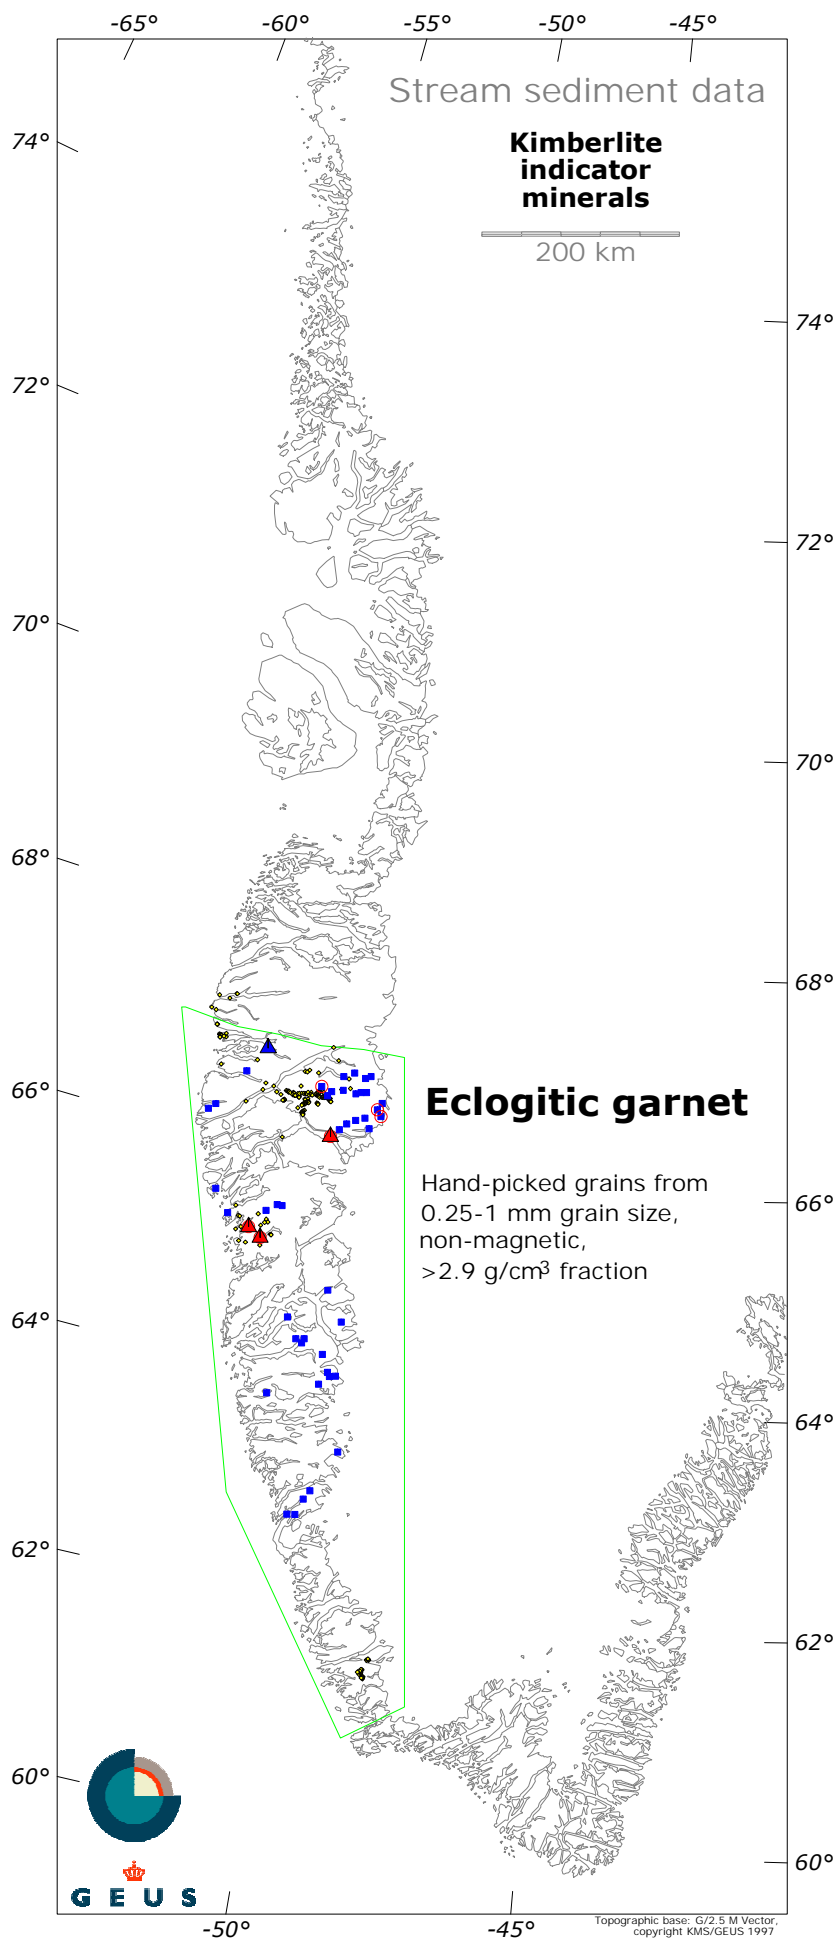 -65° -60° -55° -50° -45°
Stream sediment data
Kimberlite
indicator
minerals
200 km
74°
74°
72°
72°
70°
70°
68°
68°
66°
Eclogitic garnet
Hand-picked grains from
0.25-1 mm grain size,
non-magnetic,
>2.9 g/cm³ fraction
66°
64°
64°
62°
62°
60°
60°
GEUS
-50° -45°
Topographic base: G/2.5 M Vector,
copyright KMS/GEUS 1997